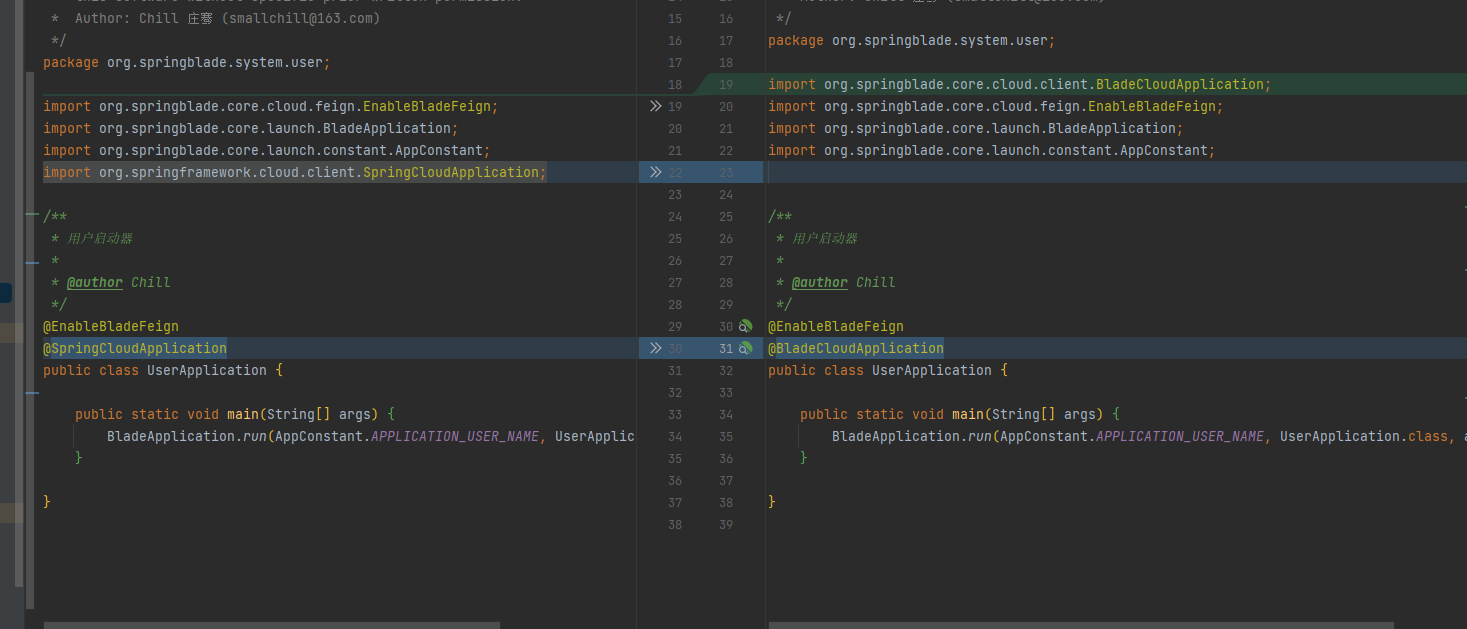 * this software without specific prior written permission.
* Author: Chill 庄骞 (smallchill@163.com)
*/
package org.springblade.system.user;
import org.springblade.core.cloud.feign.EnableBladeFeign;
import org.springblade.core.launch.BladeApplication;
import org.springblade.core.launch.constant.AppConstant;
import org.springframework.cloud.client.SpringCloudApplication;
/**
* 用户启动器
*
* @author Chill
*/
@EnableBladeFeign
@SpringCloudApplication
public class UserApplication {
public static void main(String[] args) {
BladeApplication.run(AppConstant.APPLICATION_USER_NAME, UserApplic
}
}
15 16
16 17
17 18
18 19
19 20
20 21
21 22
22 23
23 24
24 25
25 26
26 27
27 28
28 29
29 30
30 31
31 32
32 33
33 34
34 35
35 36
36 37
37 38
38 39
*/
package org.springblade.system.user;
import org.springblade.core.cloud.client.BladeCloudApplication;
import org.springblade.core.cloud.feign.EnableBladeFeign;
import org.springblade.core.launch.BladeApplication;
import org.springblade.core.launch.constant.AppConstant;
/**
* 用户启动器
*
* @author Chill
*/
@EnableBladeFeign
@BladeCloudApplication
public class UserApplication {
public static void main(String[] args) {
BladeApplication.run(AppConstant.APPLICATION_USER_NAME, UserApplication.class, a
}
}